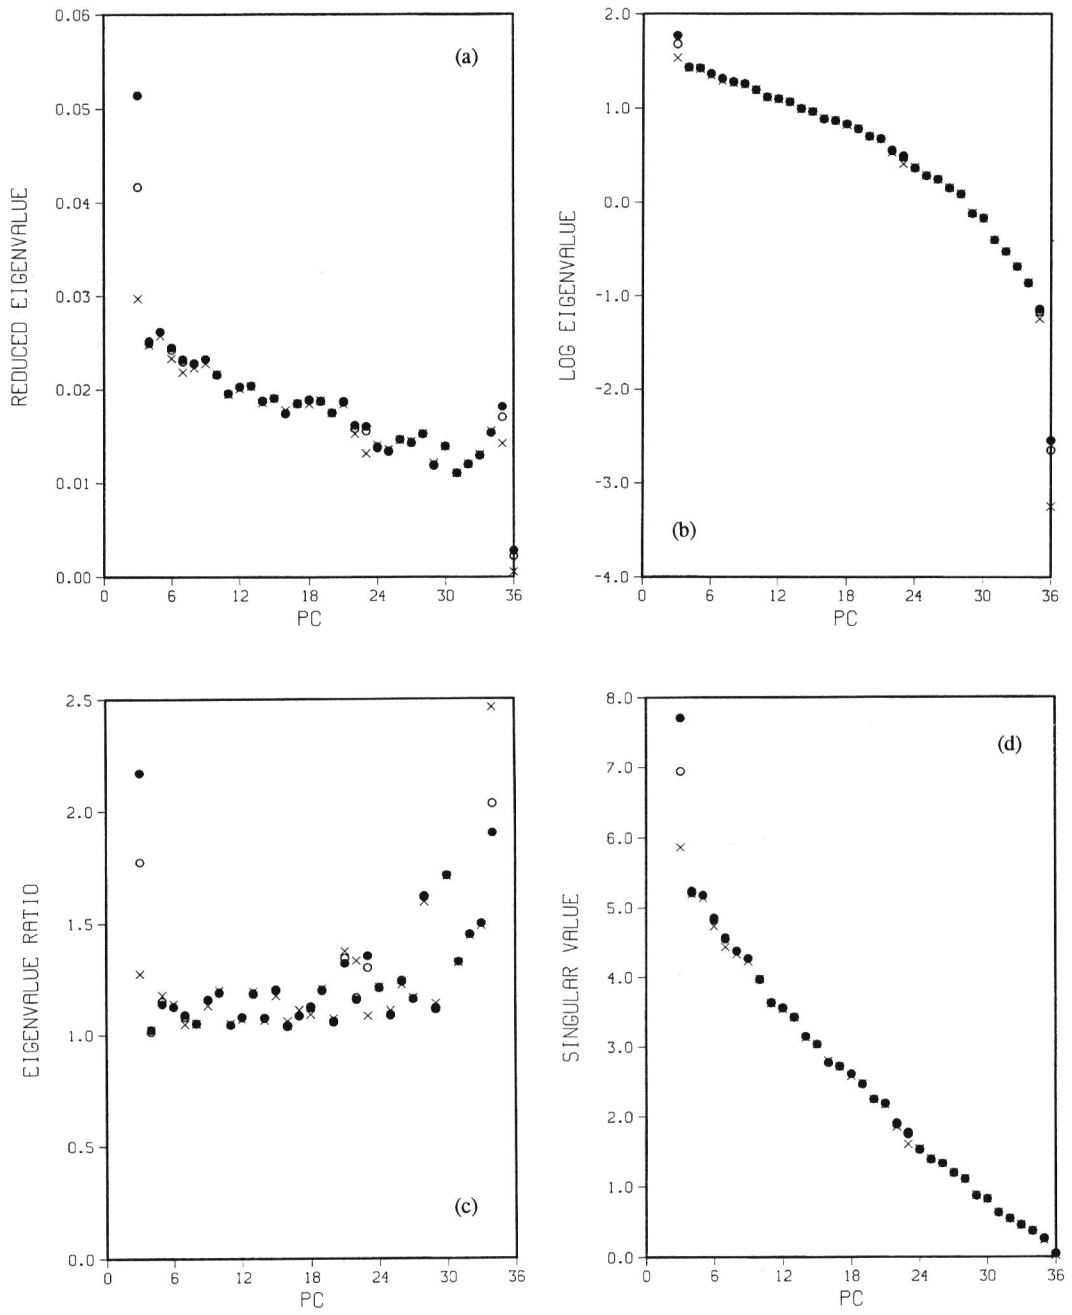 (a)
REDUCED EIGENVALUE
0.06
0.05
0.04
0.03
0.02
0.01
0.00
0 6 12 18 24 30 36
PC
(b)
LOG EIGENVALUE
2.0
1.0
0.0
-1.0
-2.0
-3.0
-4.0
0 6 12 18 24 30 36
PC
(c)
EIGENVALUE RATIO
2.5
2.0
1.5
1.0
0.5
0.0
0 6 12 18 24 30 36
PC
(d)
SINGULAR VALUE
8.0
7.0
6.0
5.0
4.0
3.0
2.0
1.0
0.0
0 6 12 18 24 30 36
PC